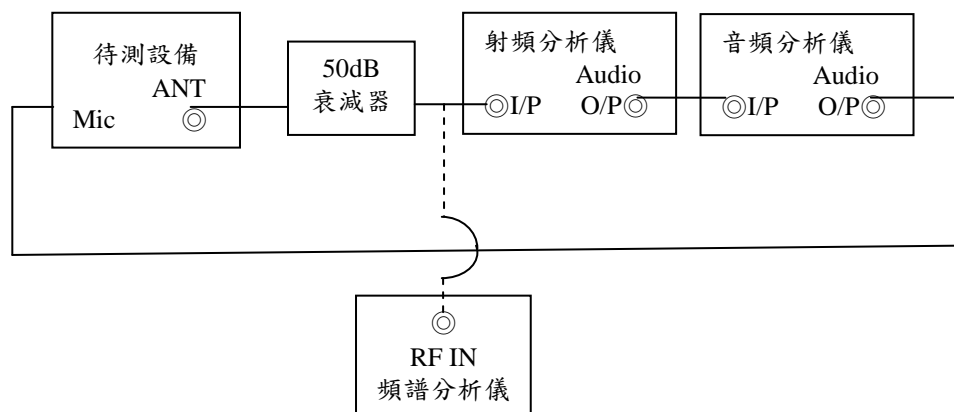 待測設備
ANT
Mic
50dB
衰減器
射頻分析儀
Audio
I/P O/P
音頻分析儀
Audio
I/P O/P
RF IN
頻譜分析儀